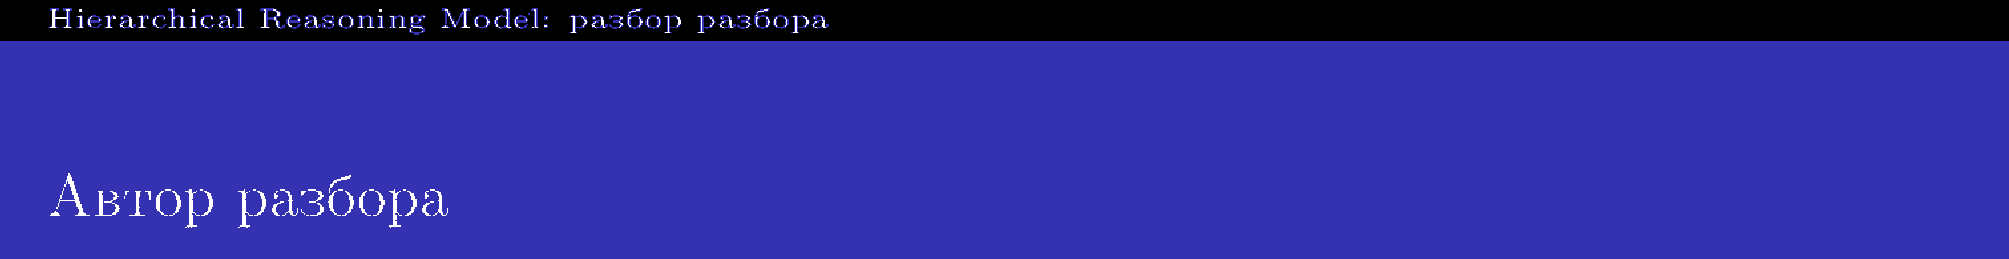 Hierarchical Reasoning Model: разбор разбора
Автор разбора